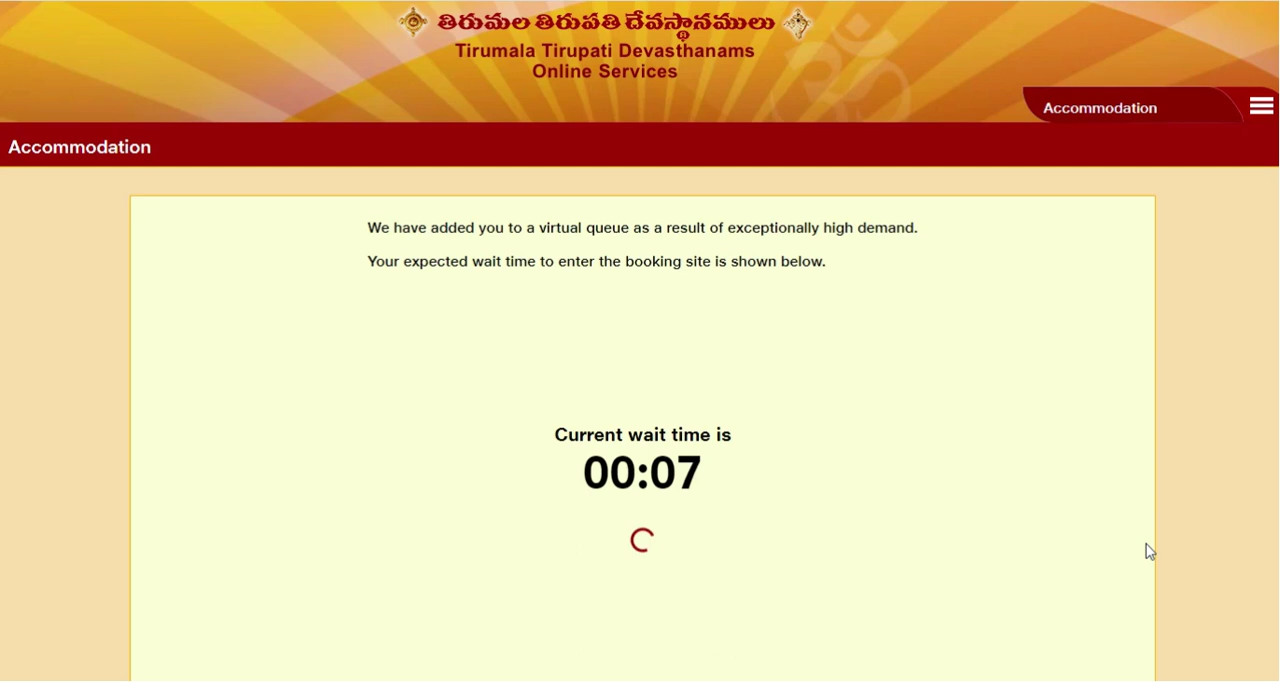 తిరుమల తిరుపతి దేవస్థానములు
Tirumala Tirupati Devasthanams
Online Services
Accommodation
Accommodation
We have added you to a virtual queue as a result of exceptionally high demand.
Your expected wait time to enter the booking site is shown below.
Current wait time is
00:07